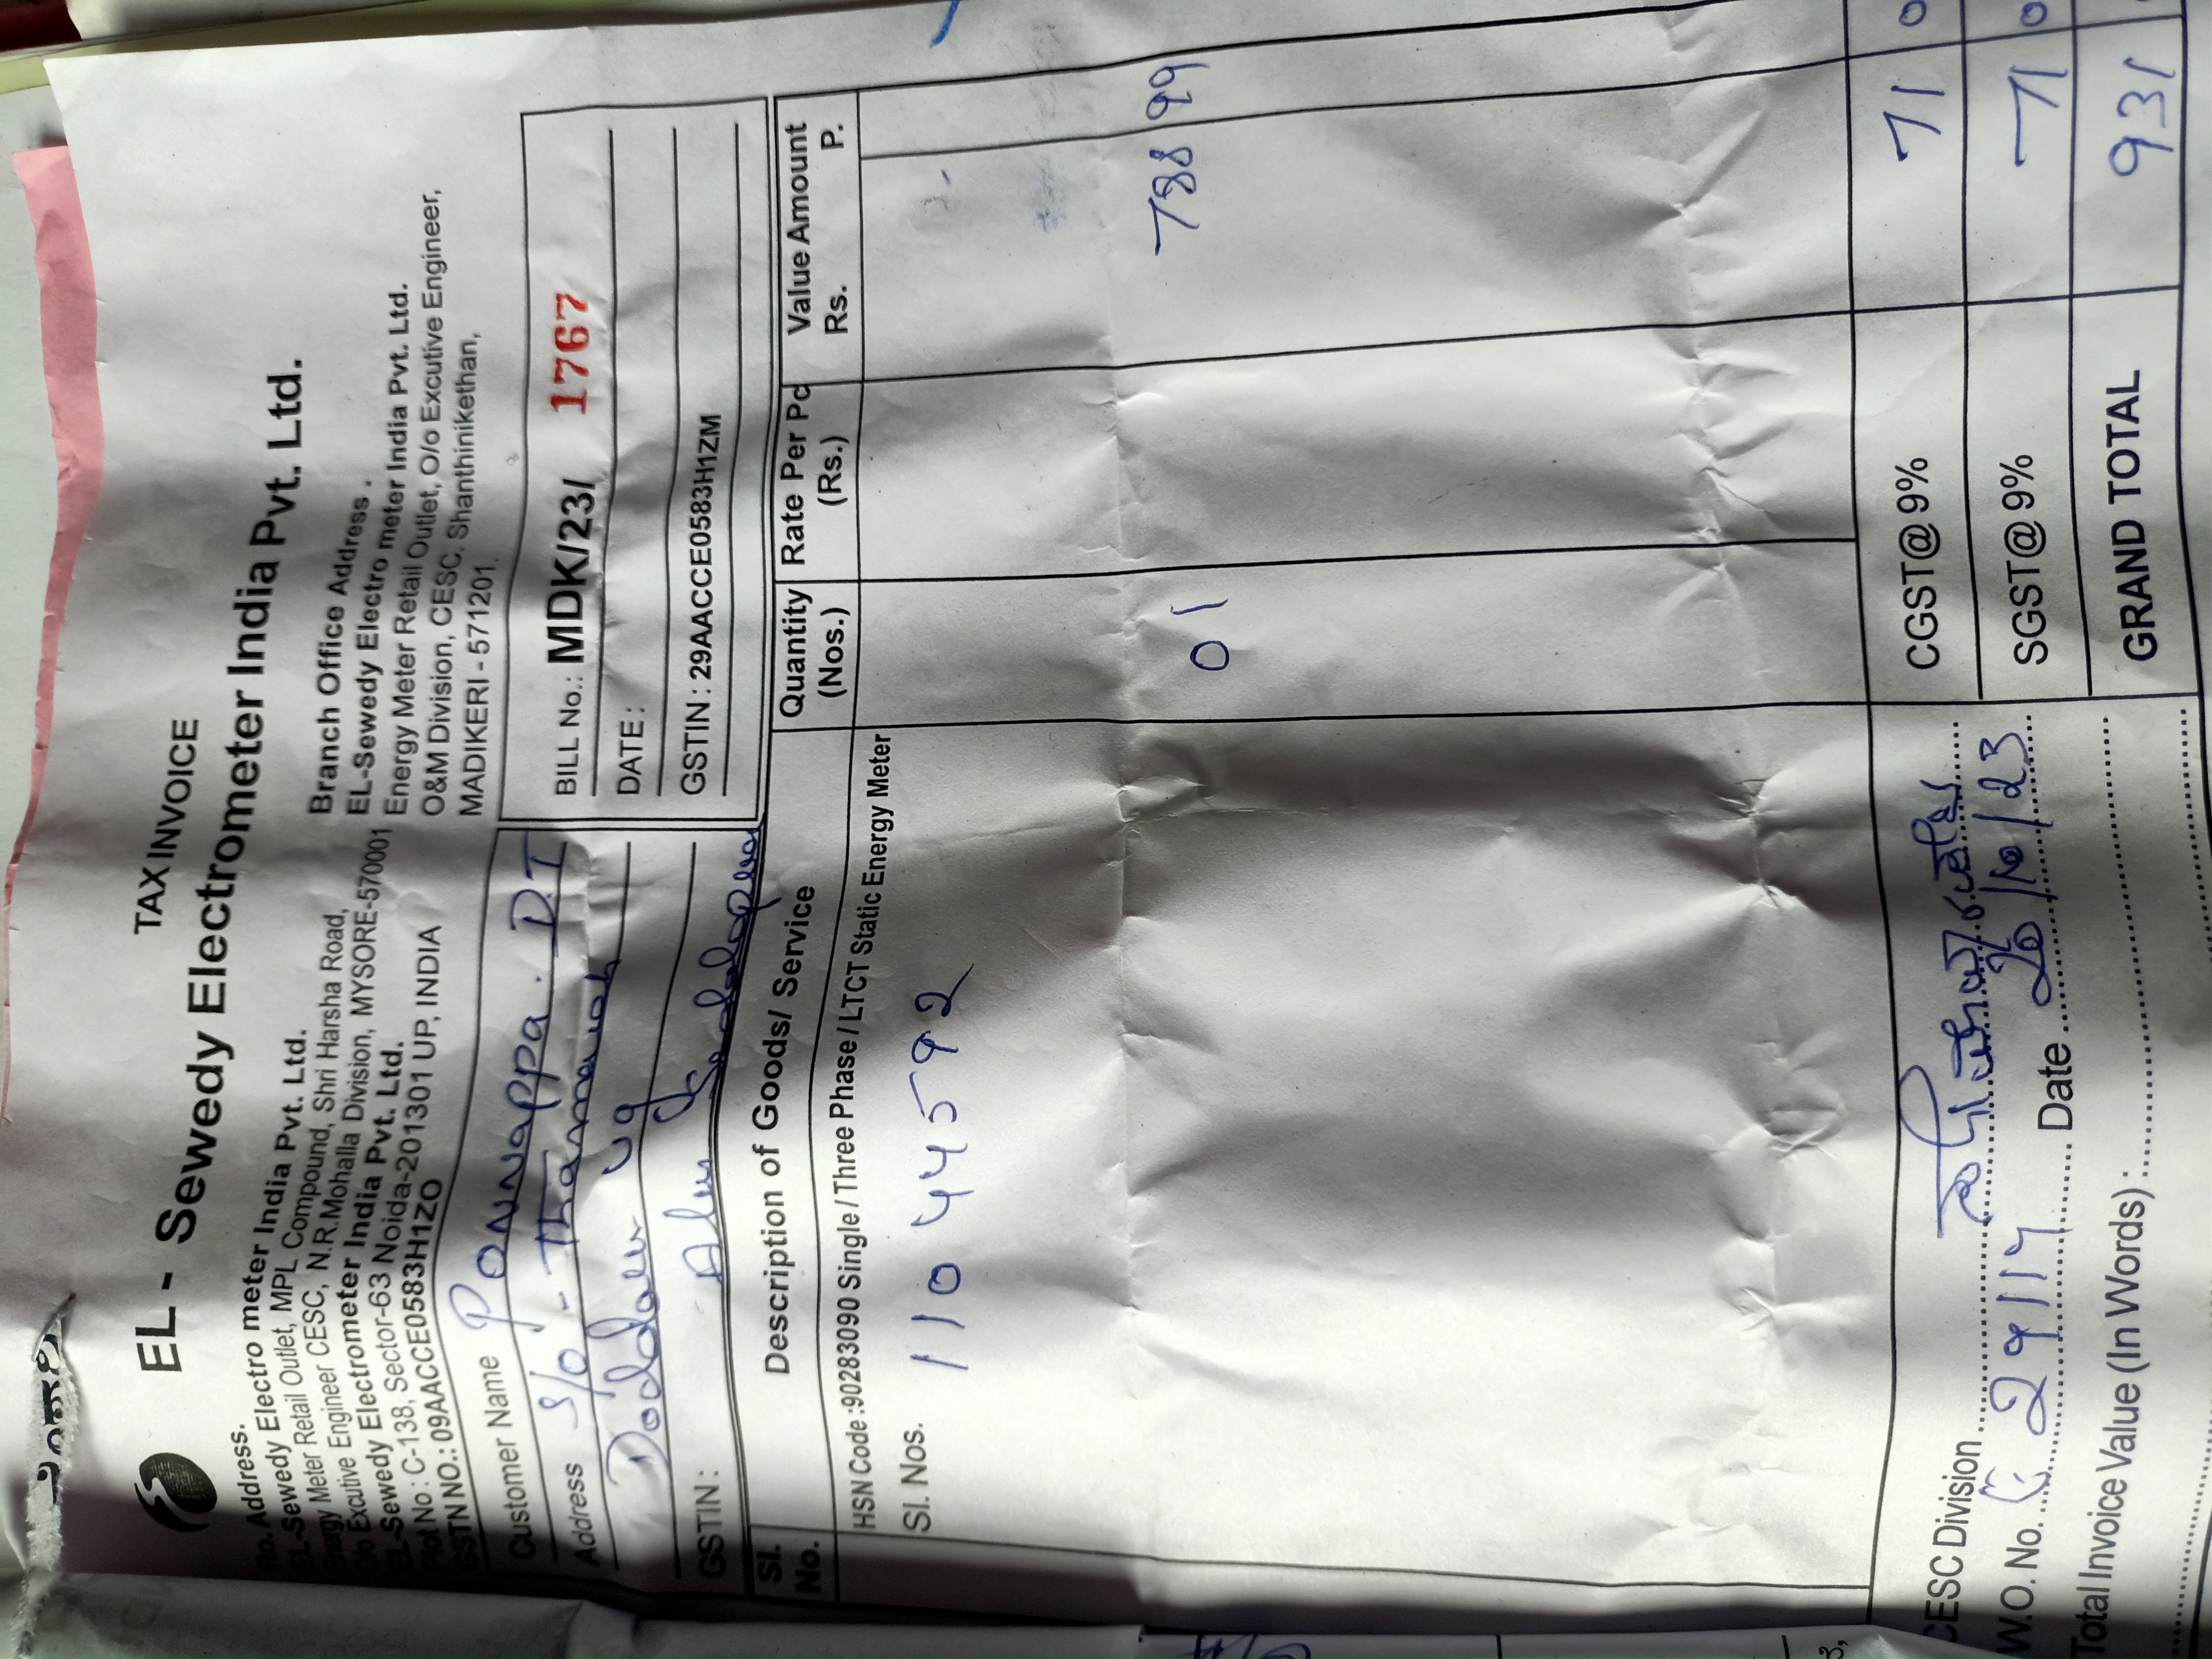 TAX INVOICE
EL - Sewedy Electrometer India Pvt. Ltd.
Ro. Address.
EL-Sewedy Electro meter India Pvt. Ltd.
Energy Meter Retail Outlet, MPL Compound, Shri Harsha Road,
O/o Excutive Engineer CESC, N.R.Mohalla Division, MYSORE-570001
EL-Sewedy Electrometer India Pvt. Ltd.
Plot No : C-138, Sector-63 Noida-201301 UP, INDIA
GSTN NO.: 09AACCE0583H1ZO
Branch Office Address .
EL-Sewedy Electro meter India Pvt. Ltd.
Energy Meter Retail Outlet, O/o Excutive Engineer,
O&M Division, CESC. Shanthinikethan,
MADIKERI - 571201.
Customer Name Ponnappa. D.T
Address S/o - Thammaiah
GSTIN :
BILL No.: MDK/23/ 1767
DATE :
GSTIN : 29AACCE0583H1ZM
Sl. No. Description of Goods/ Service Quantity (Nos.) Rate Per Pc (Rs.) Value Amount Rs. P.
HSN Code :90283090 Single / Three Phase / LTCT Static Energy Meter
Sl. Nos. 11044592
01 788 99
CGST@9% 71 0
SGST@9% 71 0
GRAND TOTAL 931
CESC Division
W.O. No. 29117 Date 26/10/23
Total Invoice Value (In Words):